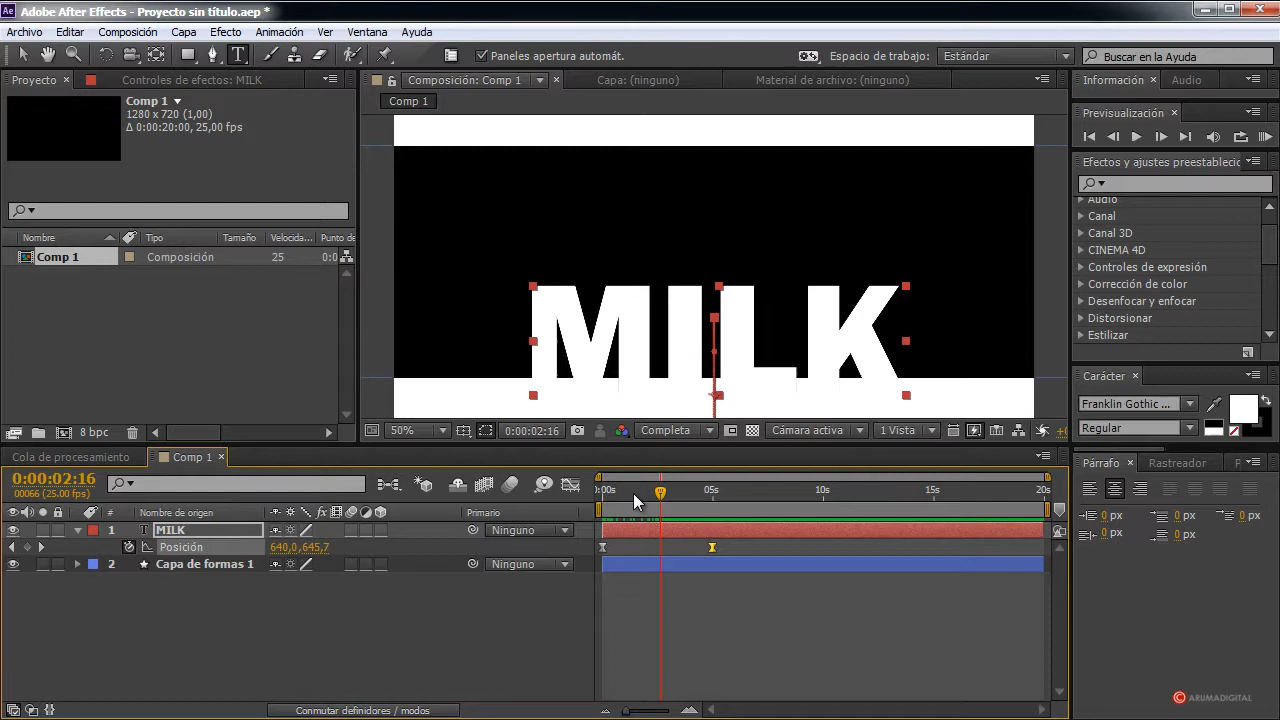 Adobe After Effects - Proyecto sin título.aep *
Archivo Editar Composición Capa Efecto Animación Ver Ventana Ayuda
Paneles apertura automát. Espacio de trabajo: Estándar Buscar en la Ayuda
Proyecto Controles de efectos: MILK Composición: Comp 1 Capa: (ninguno) Material de archivo: (ninguno) Información Audio
Comp 1
1280 x 720 (1,00)
Δ 0:00:20:00, 25,00 fps
Comp 1
Previsualización
Efectos y ajustes preestablecic
Audio
Canal
Canal 3D
CINEMA 4D
Controles de expresión
Corrección de color
Desenfocar y enfocar
Distorsionar
Estilizar
Nombre Tipo Tamaño Velocida... Punto de
Comp 1 Composición 25 0:0
MILK
Carácter
Franklin Gothic ...
Regular
8 bpc 50% 0:00:02:16 Completa Cámara activa 1 Vista +0
Cola de procesamiento Comp 1
Párrafo Rastreador P
0:00:02:16
00066 (25.00 fps)
0:00s 05s 10s 15s 20s
Nombre de origen Primario
1 T MILK Ninguno
Posición 640,0,645,7
2 Capa de formas 1 Ninguno
0 px 0 px 0 px
0 px 0 px
Conmutar definidores / modos
© ARUMADIGITAL